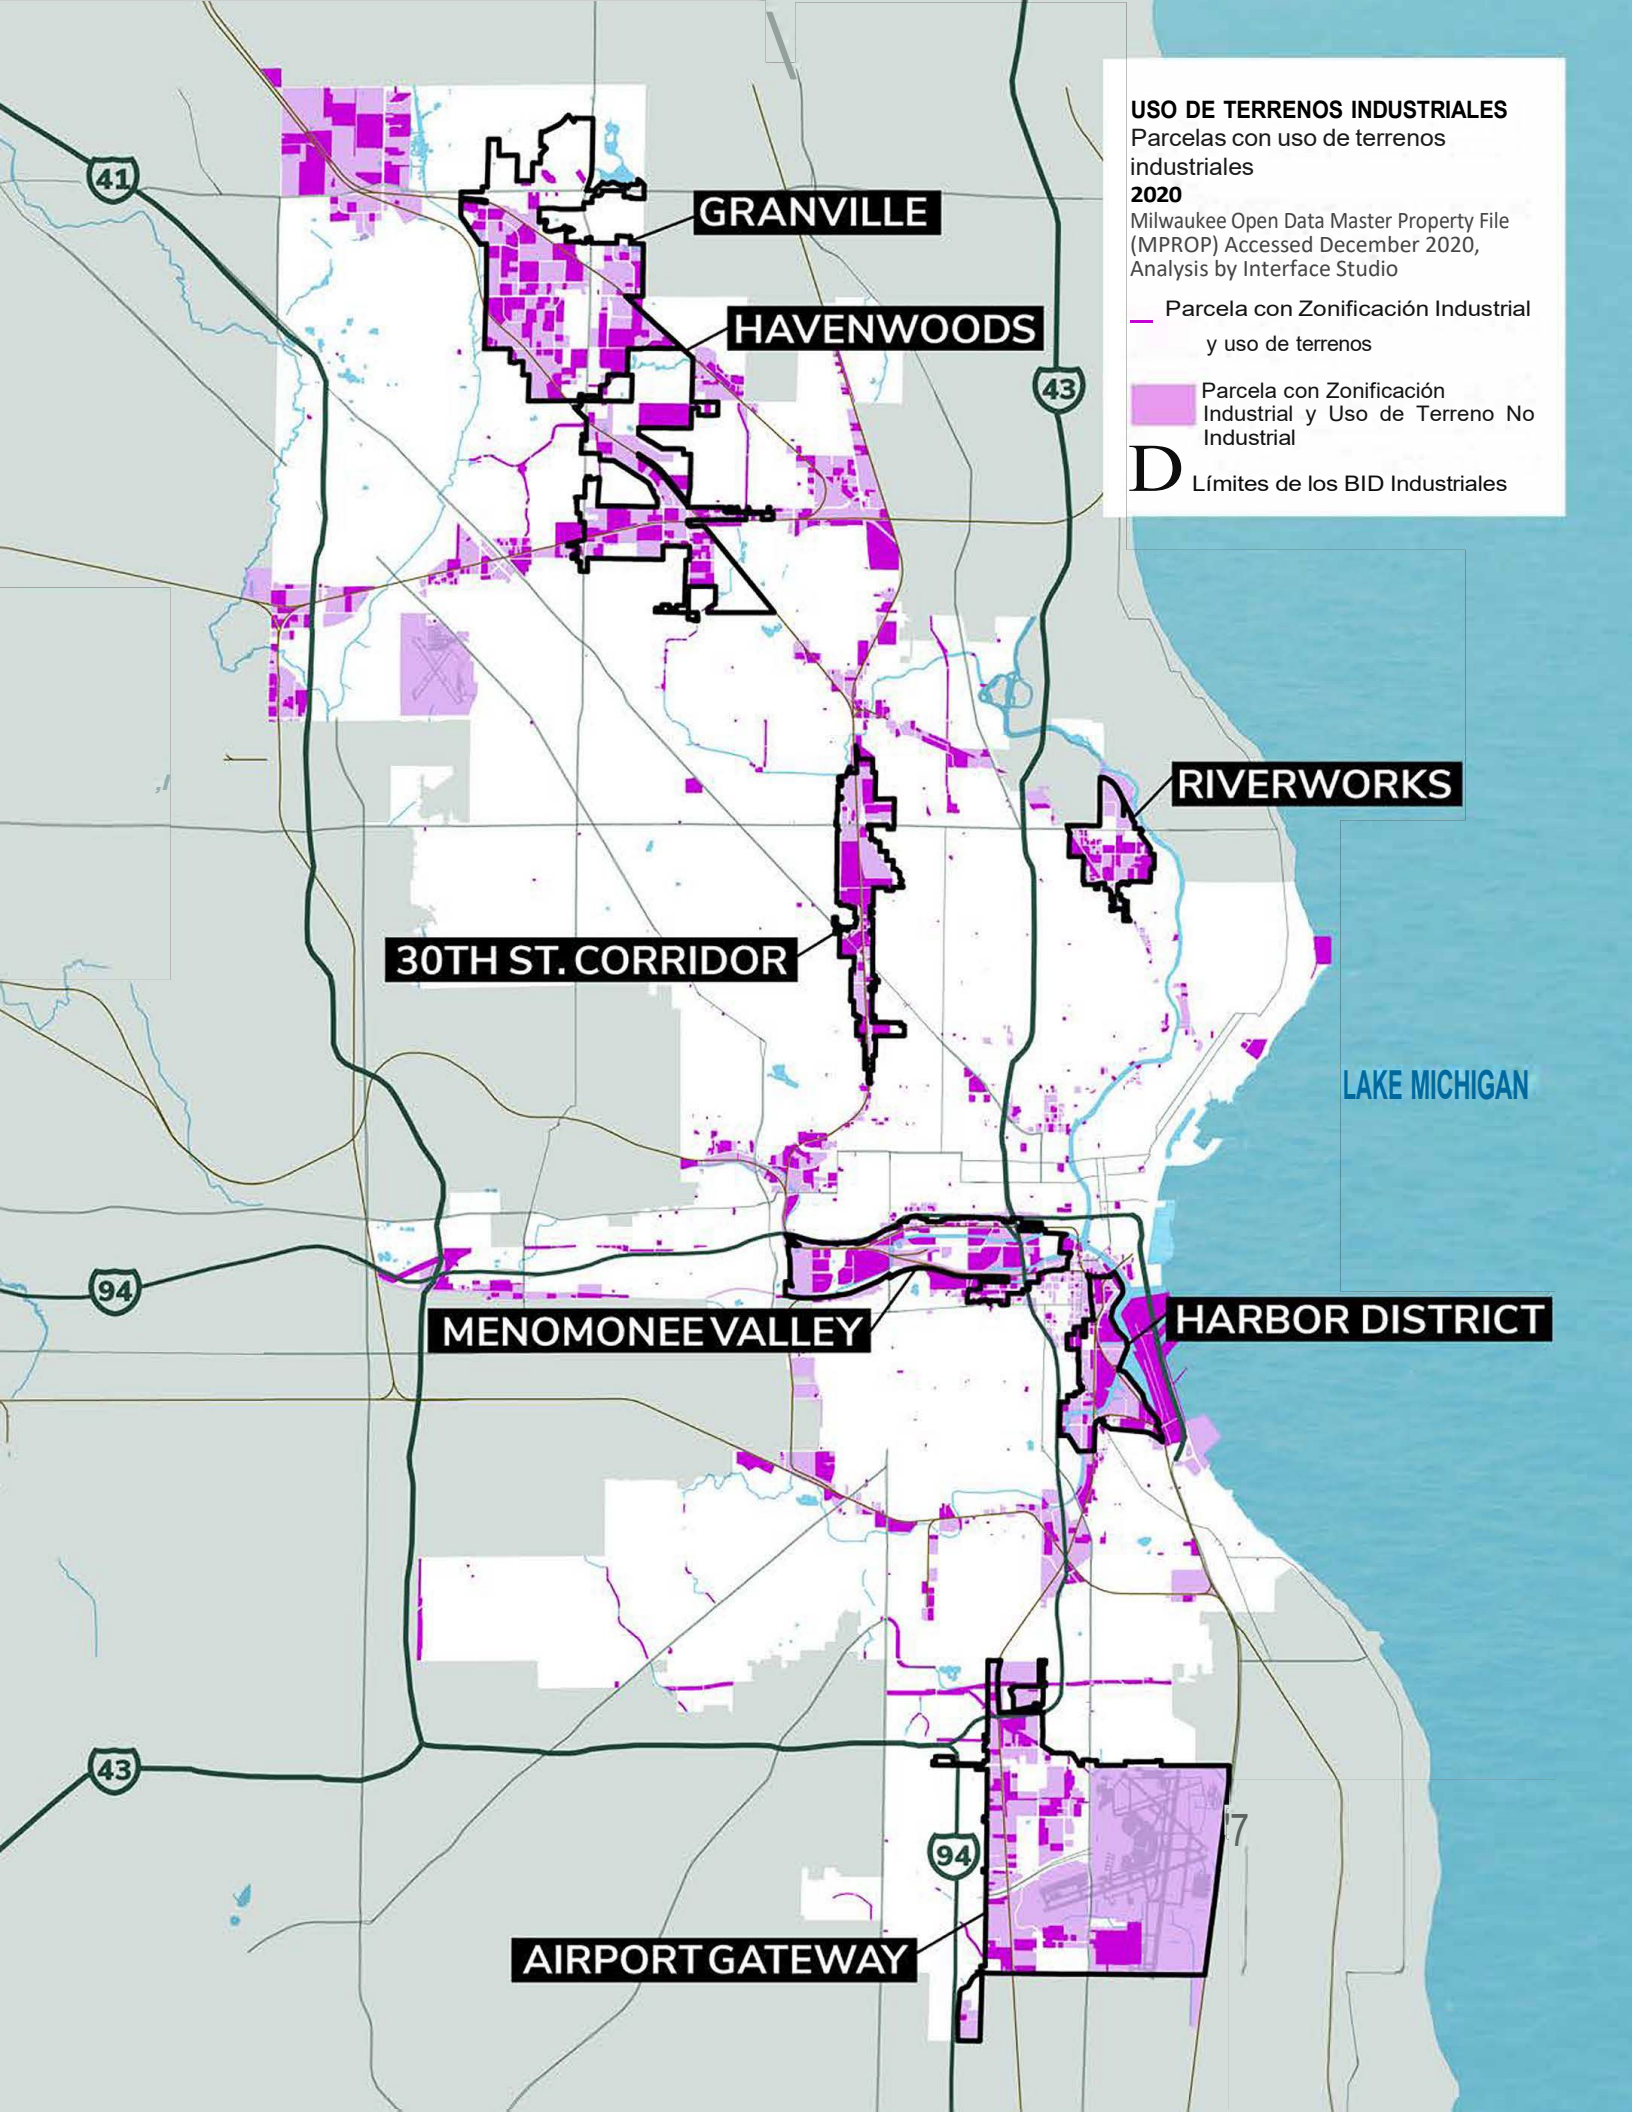 USO DE TERRENOS INDUSTRIALES
Parcelas con uso de terrenos
industriales
2020
Milwaukee Open Data Master Property File
(MPROP) Accessed December 2020,
Analysis by Interface Studio
Parcela con Zonificación Industrial
y uso de terrenos
Parcela con Zonificación
Industrial y Uso de Terreno No
Industrial
D Límites de los BID Industriales
41
GRANVILLE
HAVENWOODS
43
RIVERWORKS
30TH ST. CORRIDOR
LAKE MICHIGAN
94
MENOMONEE VALLEY
HARBOR DISTRICT
43
'7
94
AIRPORT GATEWAY